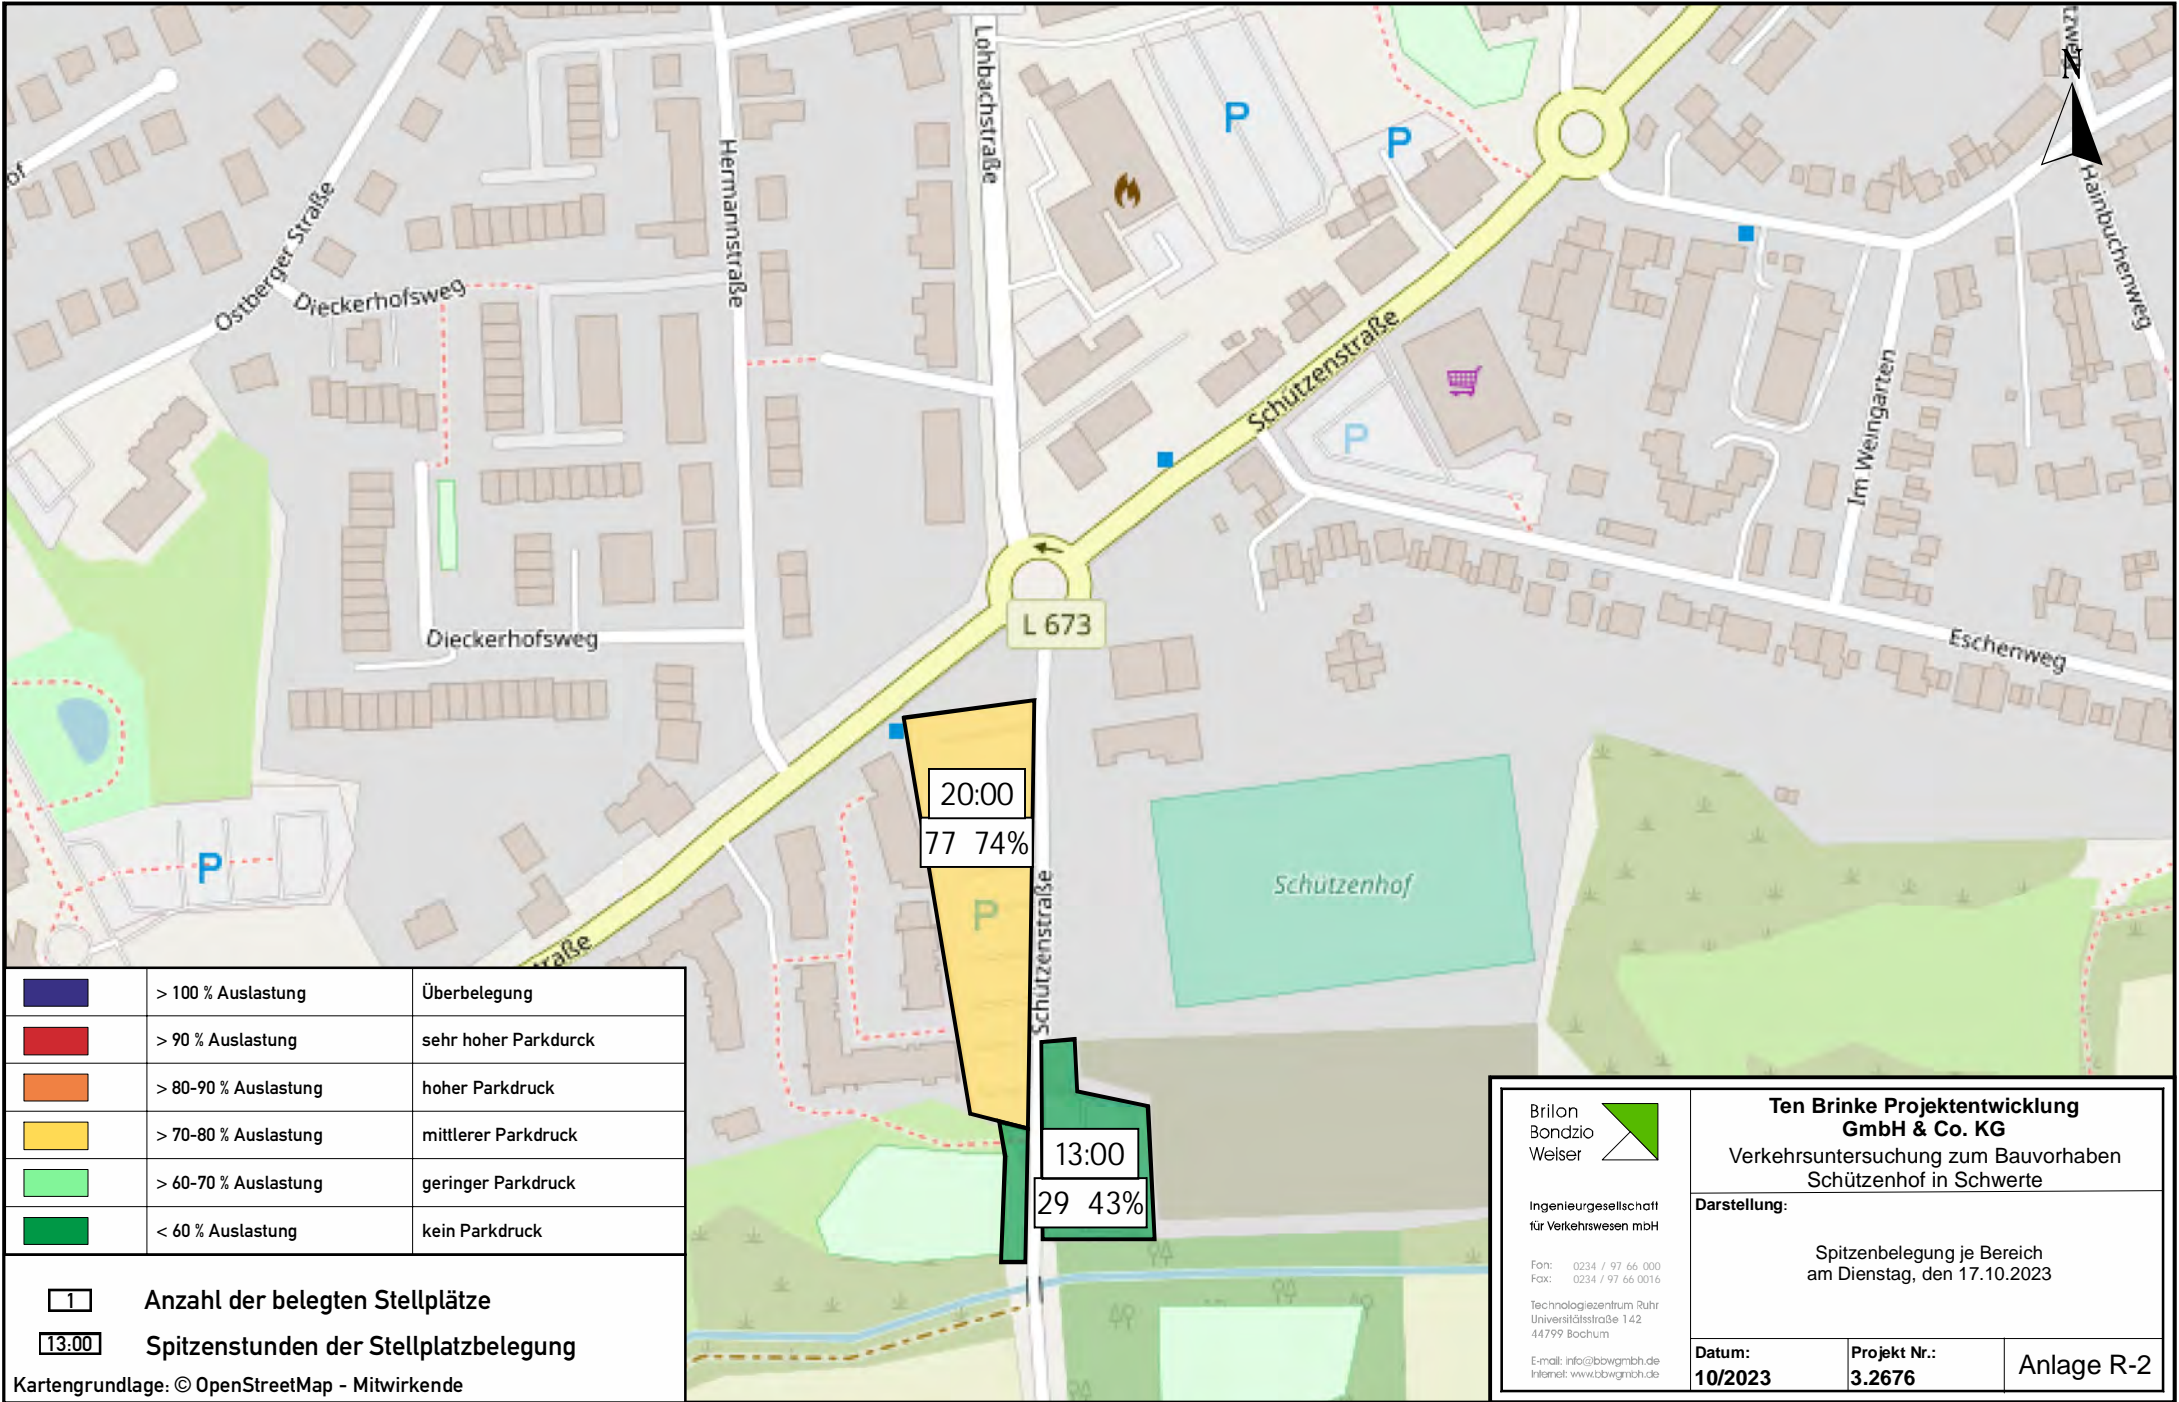 Lohbachstraße
Hermannstraße
Ostberger Straße
Dieckerhofsweg
P
P
N
Hainbuchenweg
Schützenstraße
P
Im Weingarten
L 673
Dieckerhofsweg
Eschenweg
20:00
77 74%
P
P
Schützenhof
Schützenstraße
13:00
29 43%
> 100 % Auslastung Überbelegung
> 90 % Auslastung sehr hoher Parkdurck
> 80-90 % Auslastung hoher Parkdruck
> 70-80 % Auslastung mittlerer Parkdruck
> 60-70 % Auslastung geringer Parkdruck
< 60 % Auslastung kein Parkdruck
1 Anzahl der belegten Stellplätze
13:00 Spitzenstunden der Stellplatzbelegung
Kartengrundlage: © OpenStreetMap - Mitwirkende
Brilon
Bondzio
Weiser
Ingenieurgesellschaft
für Verkehrswesen mbH
Fon: 0234 / 97 66 000
Fax: 0234 / 97 66 0016
Technologiezentrum Ruhr
Universitätsstraße 142
44799 Bochum
E-mail: info@bbwgmbh.de
Internet: www.bbwgmbh.de
Ten Brinke Projektentwicklung
GmbH & Co. KG
Verkehrsuntersuchung zum Bauvorhaben
Schützenhof in Schwerte
Darstellung:
Spitzenbelegung je Bereich
am Dienstag, den 17.10.2023
Datum:
10/2023
Projekt Nr.:
3.2676
Anlage R-2